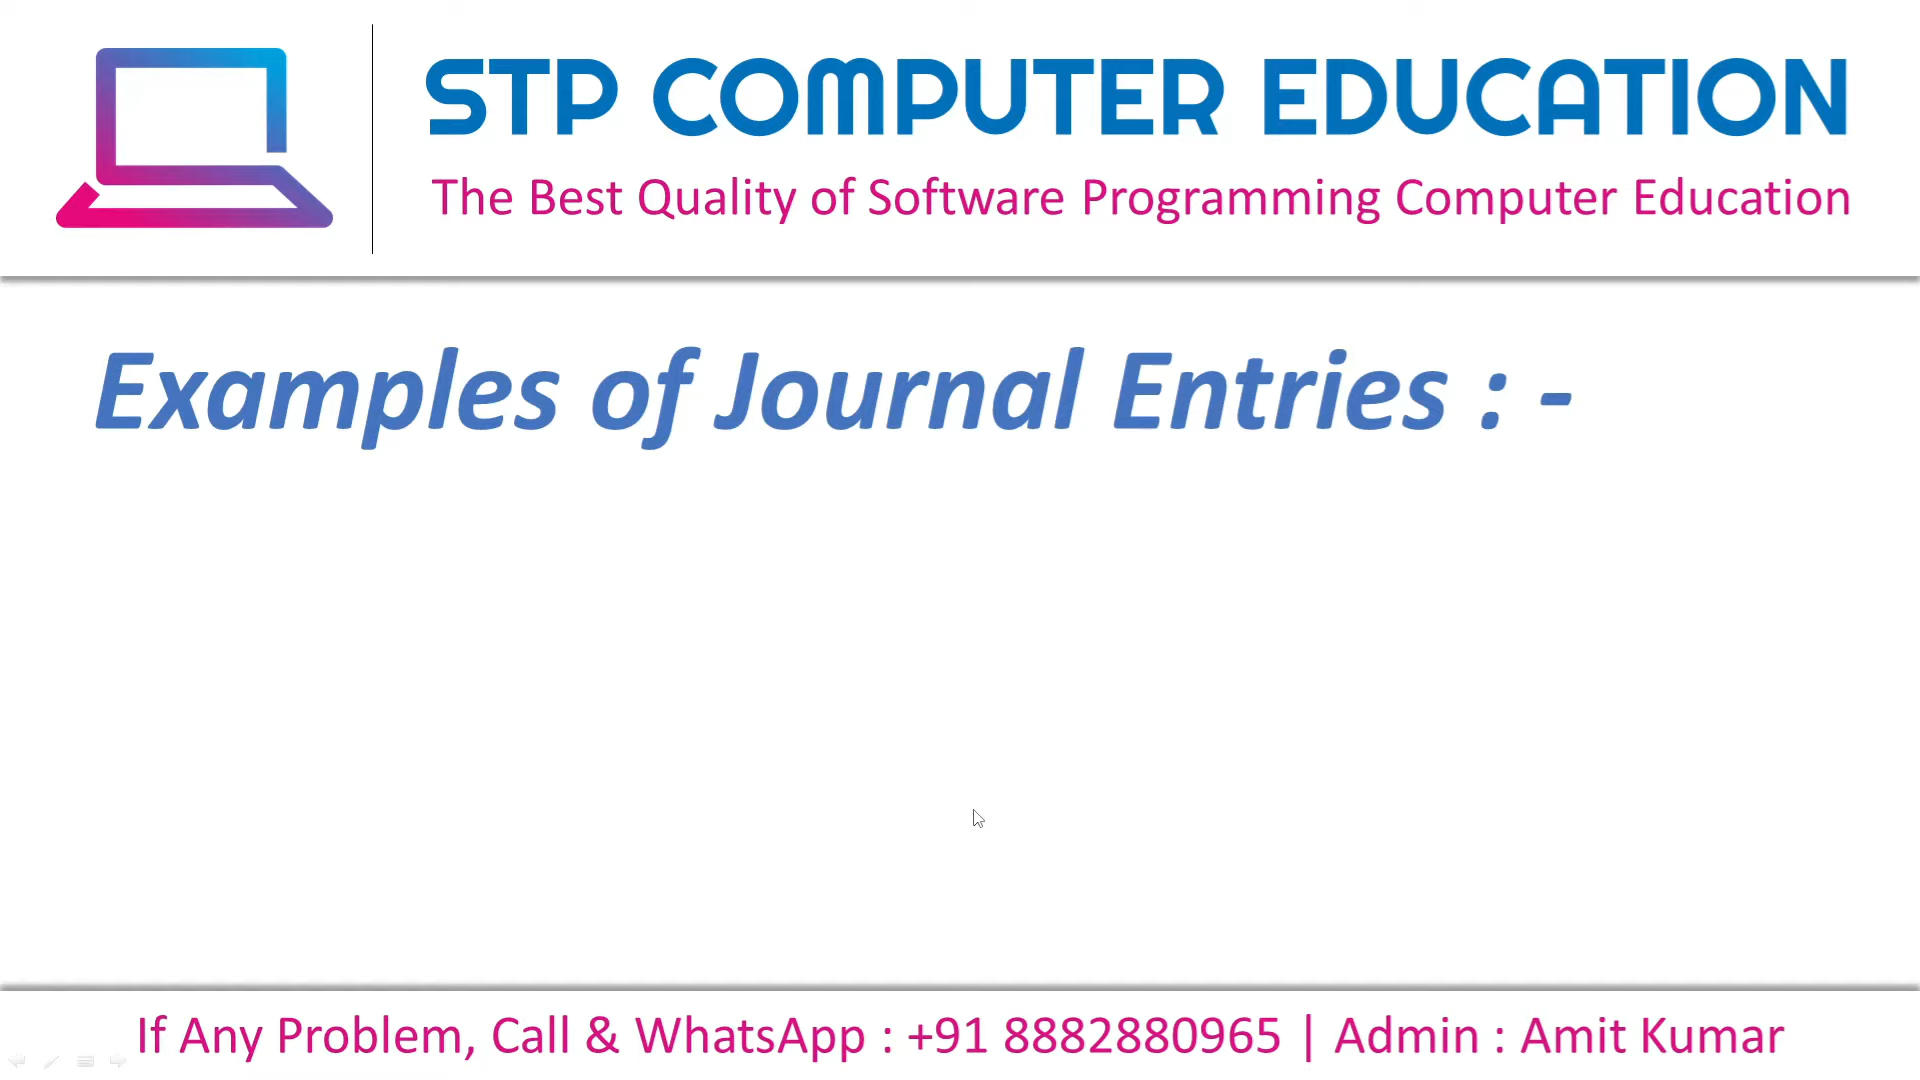 STP COMPUTER EDUCATION
The Best Quality of Software Programming Computer Education
Examples of Journal Entries : -
If Any Problem, Call & WhatsApp : +91 8882880965 | Admin : Amit Kumar